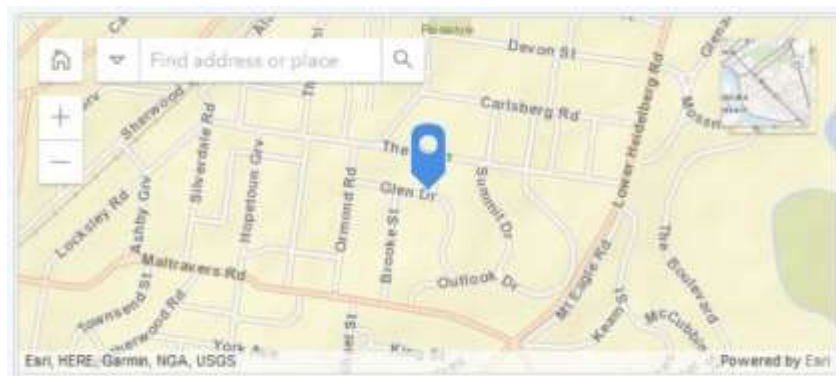 Reserve
Devon St
Find address or place
Carlsberg Rd
Lower Heidelberg Rd
Sherwood
Silverdale Rd
The
Glen Dr
Summit Dr
Hopetoun Grv
Ormond Rd
Brooke St
Locksley Rd
Ashby Grv
Maltravers Rd
Outlook Dr
Mt Eagle Rd
The Boulevard
Townsend St
Keam St
McCubbin
York Ave
King St
Esri, HERE, Garmin, NGA, USGS
Powered by Esri